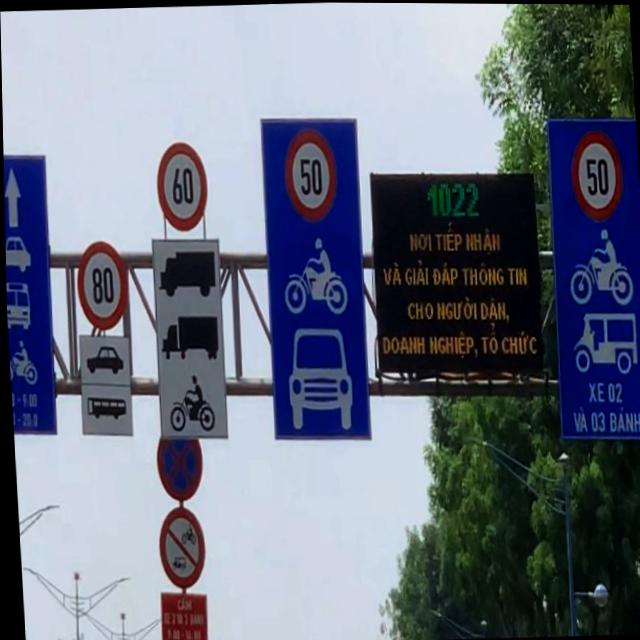 80
60
50
1022
NƠI TIẾP NHẬN
VÀ GIẢI ĐÁP THÔNG TIN
CHO NGƯỜI DÂN,
DOANH NGHIỆP, TỔ CHỨC
50
XE 02
VÀ 03 BÁNH
CẤM